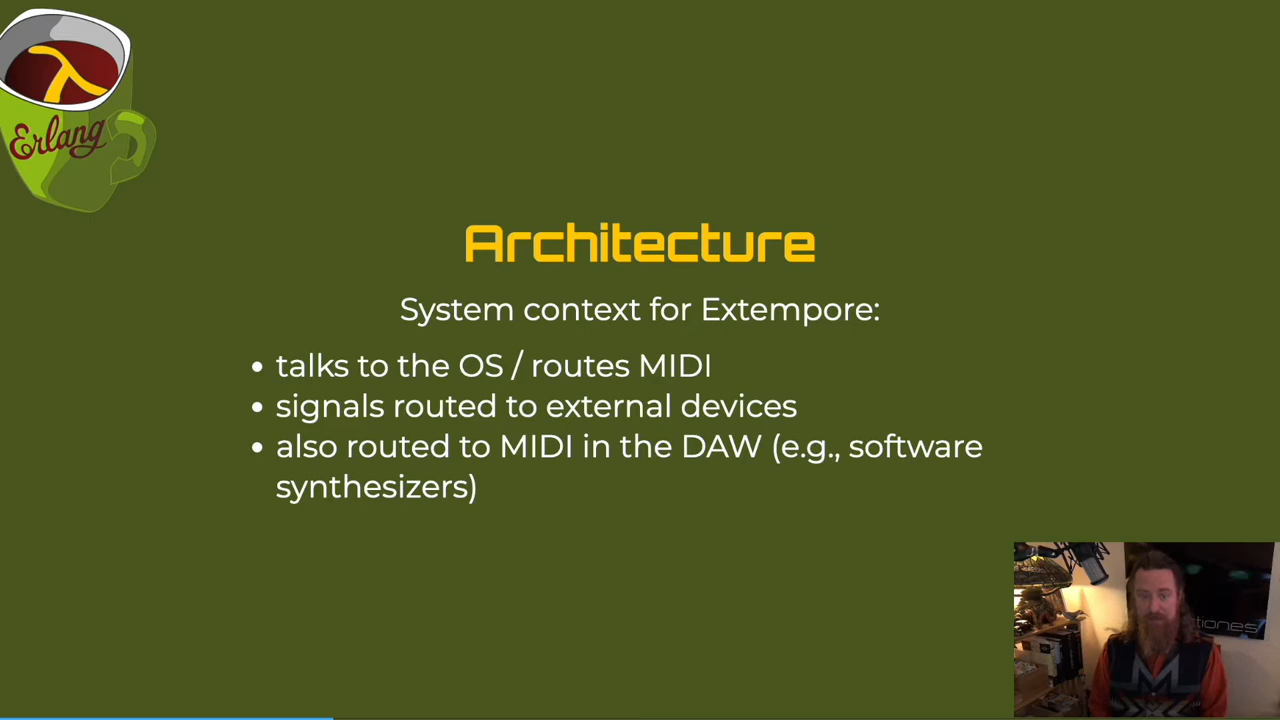 Erlang
Architecture
System context for Extempore:
• talks to the OS / routes MIDI
• signals routed to external devices
• also routed to MIDI in the DAW (e.g., software
synthesizers)